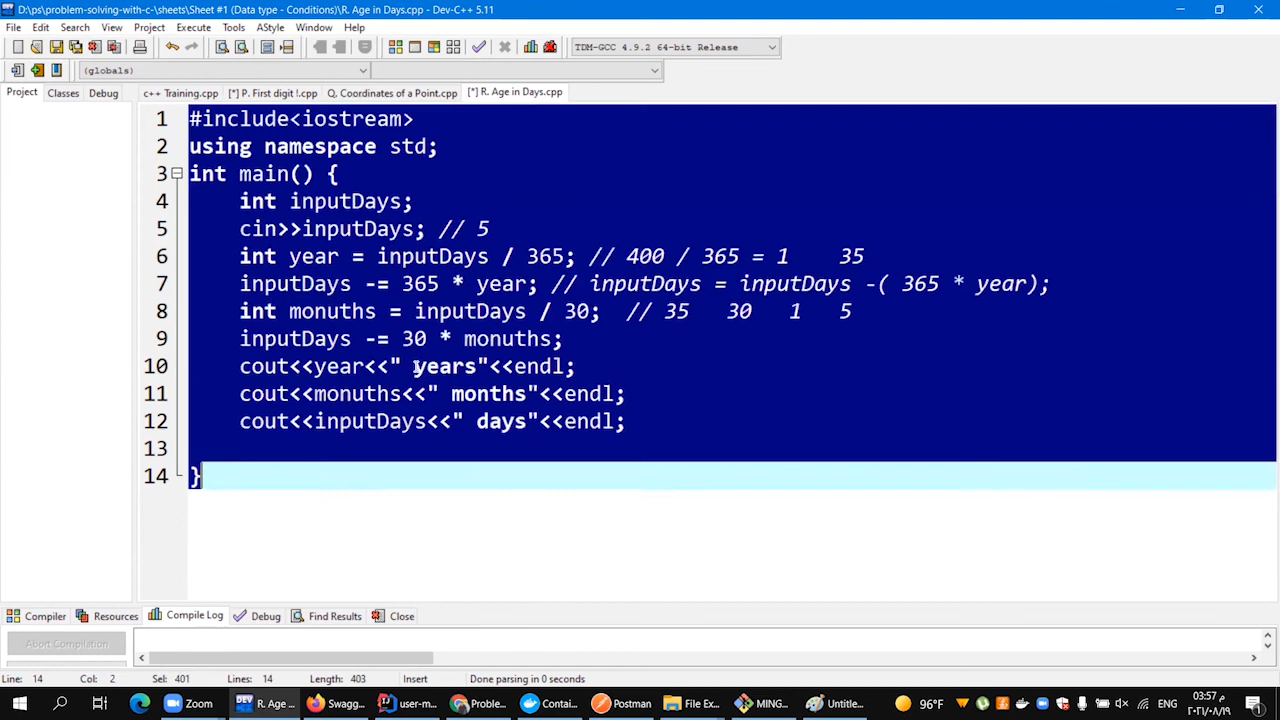 D:\ps\problem-solving-with-c-\sheets\Sheet #1 (Data type - Conditions)\R. Age in Days.cpp - Dev-C++ 5.11
File Edit Search View Project Execute Tools AStyle Window Help
TDM-GCC 4.9.2 64-bit Release
(globals)
Project Classes Debug c++ Training.cpp [*] P. First digit !.cpp Q. Coordinates of a Point.cpp [*] R. Age in Days.cpp
1 #include<iostream>
2 using namespace std;
3 int main() {
4 int inputDays;
5 cin>>inputDays; // 5
6 int year = inputDays / 365; // 400 / 365 = 1 35
7 inputDays -= 365 * year; // inputDays = inputDays -( 365 * year);
8 int monuths = inputDays / 30; // 35 30 1 5
9 inputDays -= 30 * monuths;
10 cout<<year<<" years"<<endl;
11 cout<<monuths<<" months"<<endl;
12 cout<<inputDays<<" days"<<endl;
13
14 }
Compiler Resources Compile Log Debug Find Results Close
Abort Compilation
Line: 14 Col: 2 Sel: 401 Lines: 14 Length: 403 Insert Done parsing in 0 seconds
Zoom R. Age ... Swagg... user-m... Proble... Contai... Postman File Ex... MING... Untitle... 96°F ENG 03:57
٢٠٢١/٠٨/١٩